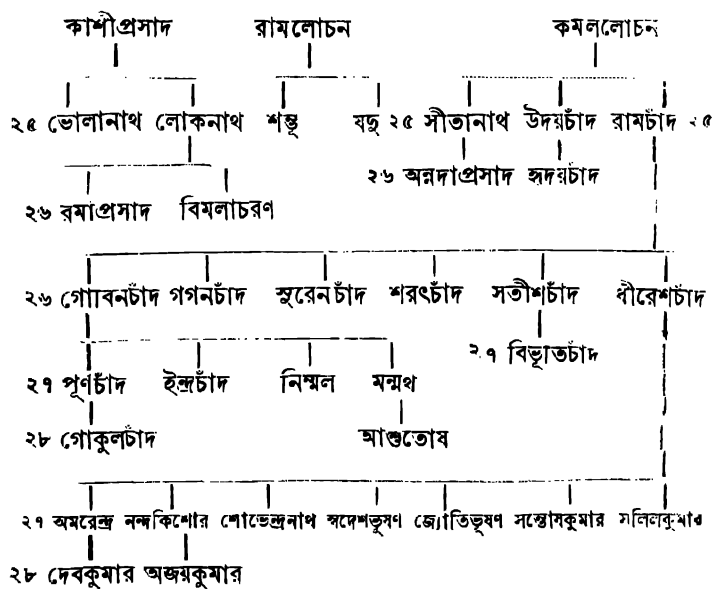 কাশীপ্রসাদ রামলোচন কমললোচন
২৫ ভোলানাথ লোকনাথ শম্ভূ যদু ২৫ সীতানাথ উদয়চাঁদ রামচাঁদ ২৫
২৬ অন্নদাপ্রসাদ হৃদয়চাঁদ
২৬ রমাপ্রসাদ বিমলাচরণ
২৬ গোবিনচাঁদ গগনচাঁদ সুরেনচাঁদ শরৎচাঁদ সতীশচাঁদ ধীরেশচাঁদ
২৭ বিভূতিচাঁদ
২৭ পূর্ণচাঁদ ইন্দ্রচাঁদ নির্ম্মল মন্মথ
২৮ গোকুলচাঁদ আশুতোষ
২৭ অমরেন্দ্র নন্দকিশোর শোভেন্দ্রনাথ স্বদেশভূষণ জ্যোতিভূষণ সন্তোষকুমার সলিলকুমার
২৮ দেবকুমার অজয়কুমার